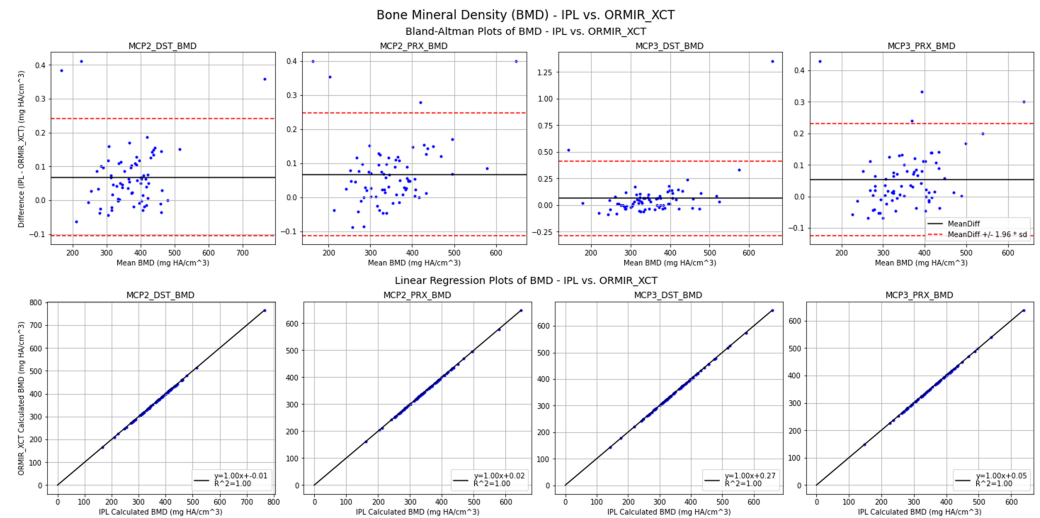 Bone Mineral Density (BMD) - IPL vs. ORMIR_XCT
Bland-Altman Plots of BMD - IPL vs. ORMIR_XCT
MCP2_DST_BMD
MCP2_PRX_BMD
MCP3_DST_BMD
MCP3_PRX_BMD
Difference (IPL - ORMIR_XCT) (mg HA/cm^3)
0.4
0.3
0.2
0.1
0.0
−0.1
200 300 400 500 600 700
Mean BMD (mg HA/cm^3)
0.4
0.3
0.2
0.1
0.0
−0.1
200 300 400 500 600
Mean BMD (mg HA/cm^3)
1.25
1.00
0.75
0.50
0.25
0.00
−0.25
200 300 400 500 600
Mean BMD (mg HA/cm^3)
0.4
0.3
0.2
0.1
0.0
−0.1
200 300 400 500 600
Mean BMD (mg HA/cm^3)
MeanDiff
MeanDiff +/- 1.96 * sd
Linear Regression Plots of BMD - IPL vs. ORMIR_XCT
MCP2_DST_BMD
MCP2_PRX_BMD
MCP3_DST_BMD
MCP3_PRX_BMD
ORMIR_XCT Calculated BMD (mg HA/cm^3)
800
700
600
500
400
300
200
100
0
0 100 200 300 400 500 600 700 800
IPL Calculated BMD (mg HA/cm^3)
y=1.00x+-0.01
R^2=1.00
600
500
400
300
200
100
0
0 100 200 300 400 500 600
IPL Calculated BMD (mg HA/cm^3)
y=1.00x+0.02
R^2=1.00
600
500
400
300
200
100
0
0 100 200 300 400 500 600
IPL Calculated BMD (mg HA/cm^3)
y=1.00x+0.27
R^2=1.00
600
500
400
300
200
100
0
0 100 200 300 400 500 600
IPL Calculated BMD (mg HA/cm^3)
y=1.00x+0.05
R^2=1.00